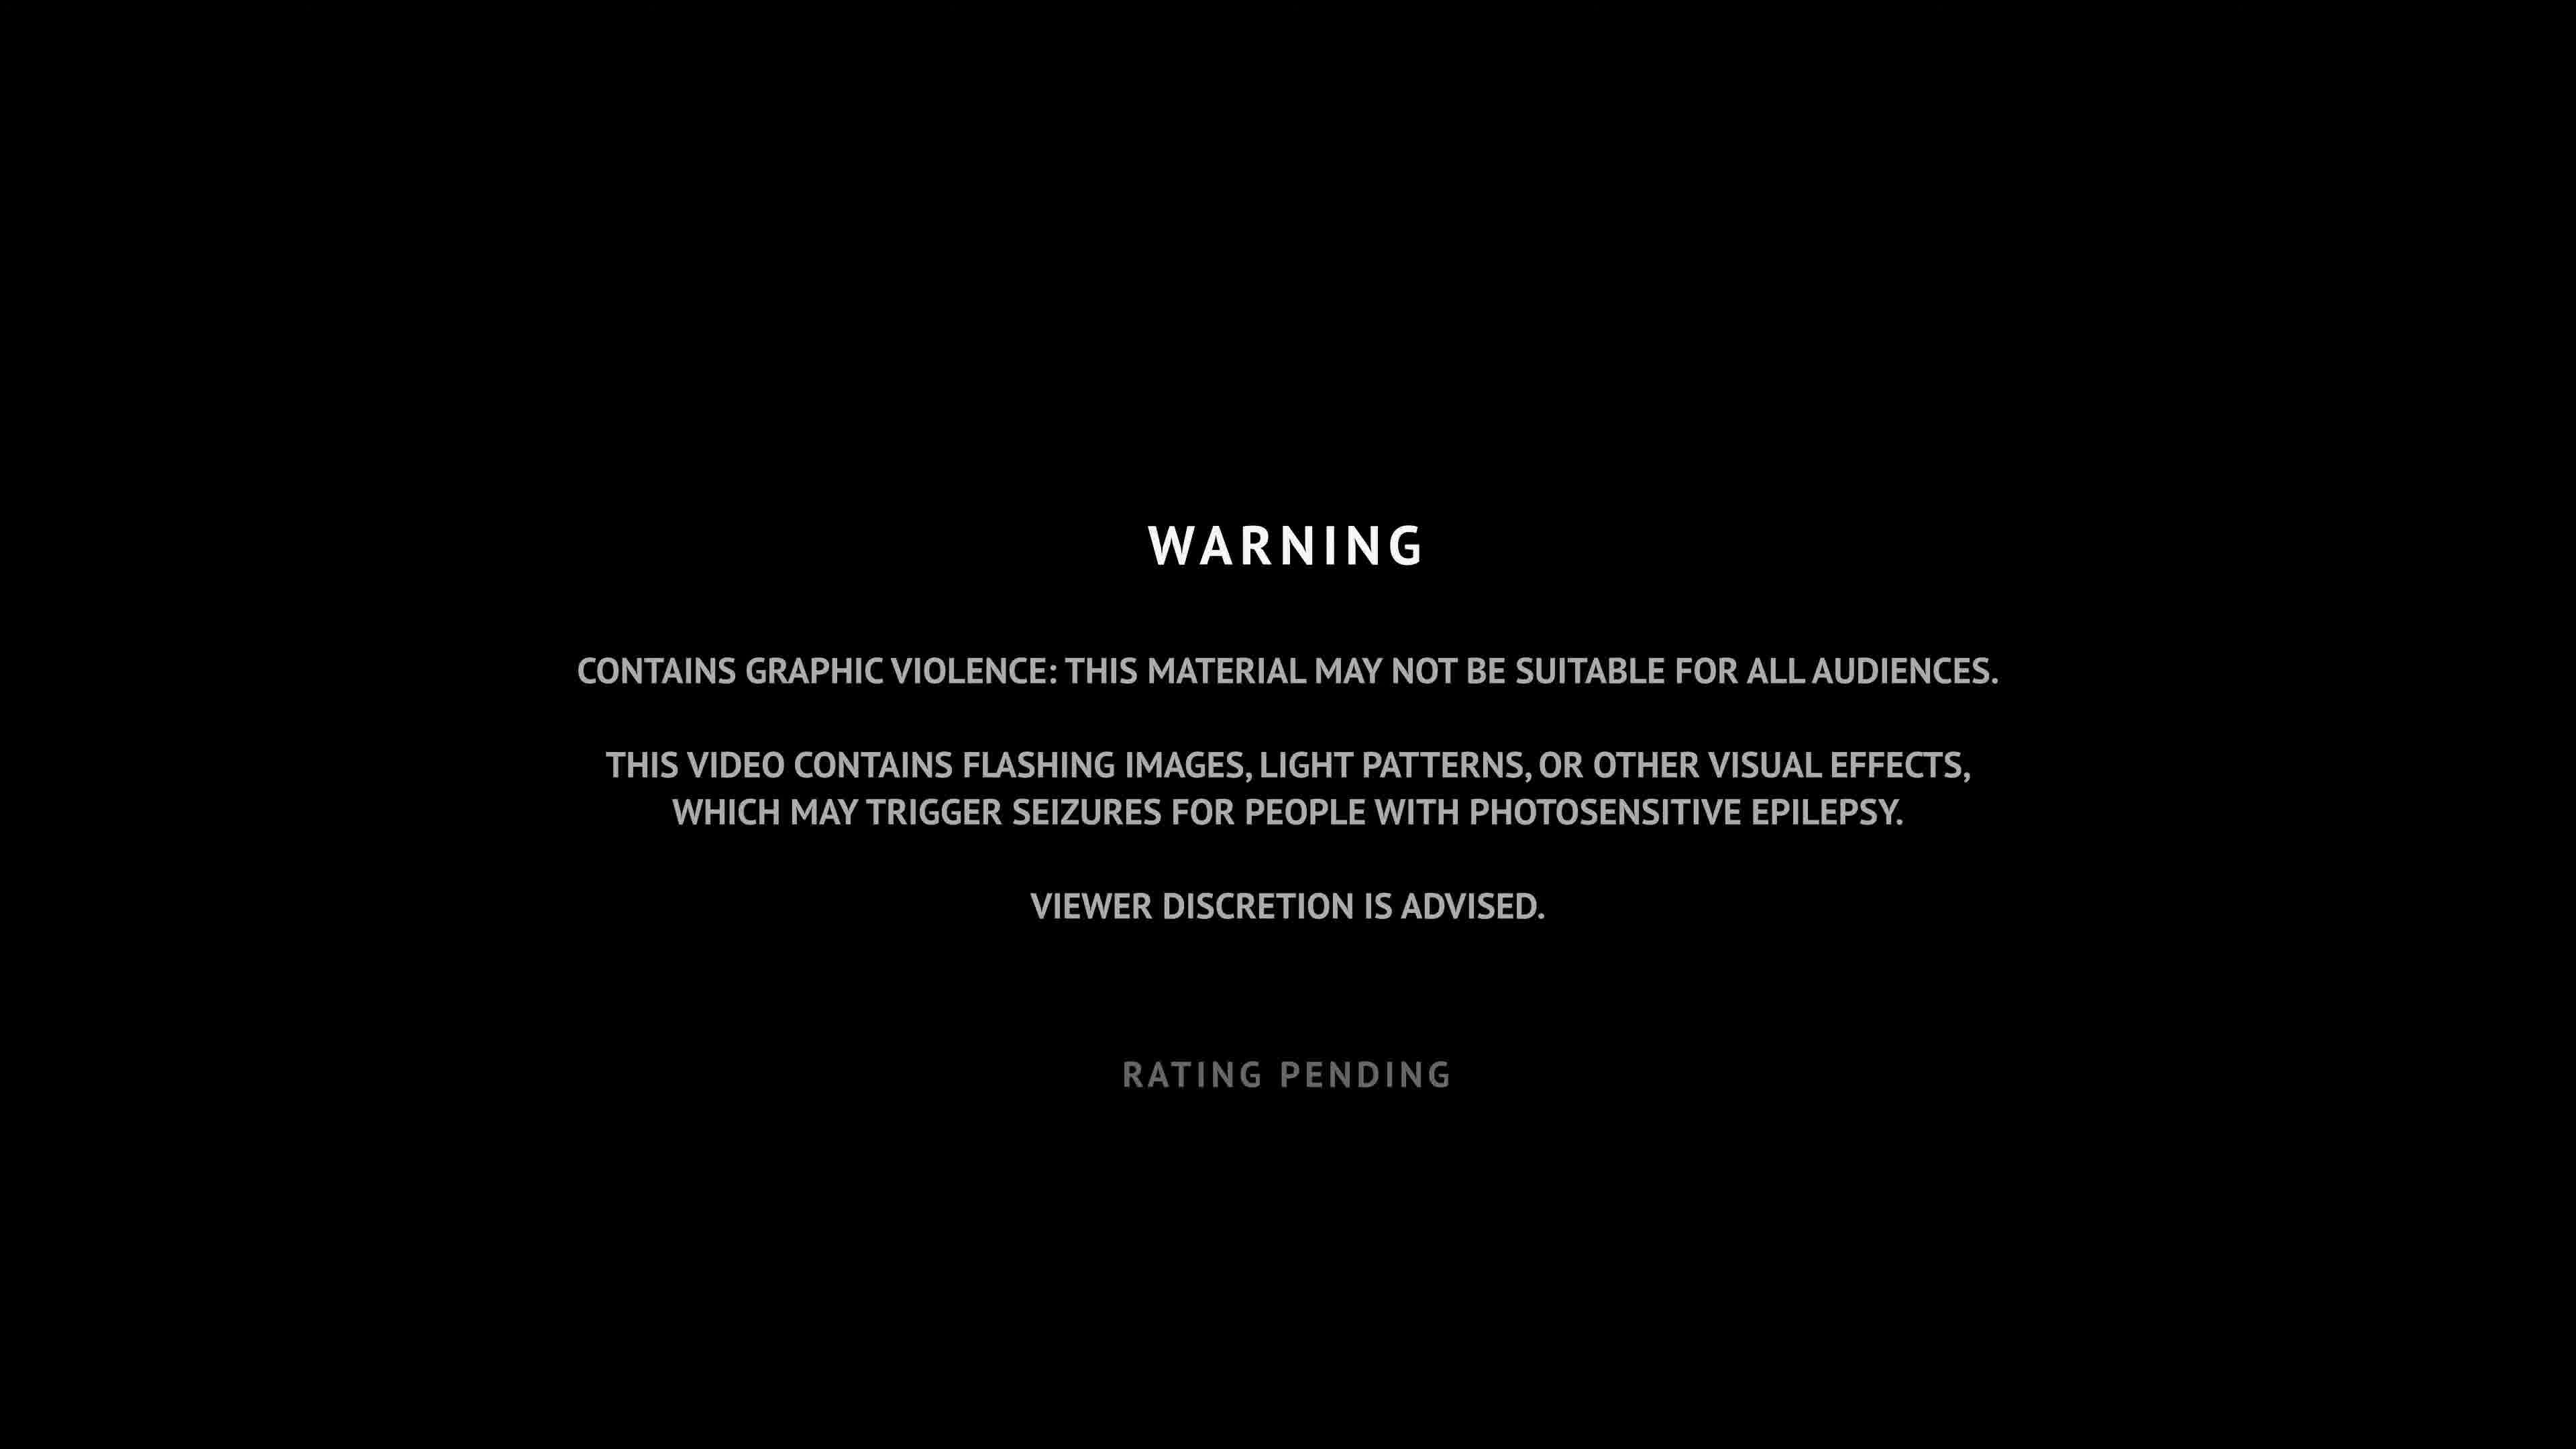 WARNING
CONTAINS GRAPHIC VIOLENCE: THIS MATERIAL MAY NOT BE SUITABLE FOR ALL AUDIENCES.
THIS VIDEO CONTAINS FLASHING IMAGES, LIGHT PATTERNS, OR OTHER VISUAL EFFECTS,
WHICH MAY TRIGGER SEIZURES FOR PEOPLE WITH PHOTOSENSITIVE EPILEPSY.
VIEWER DISCRETION IS ADVISED.
RATING PENDING